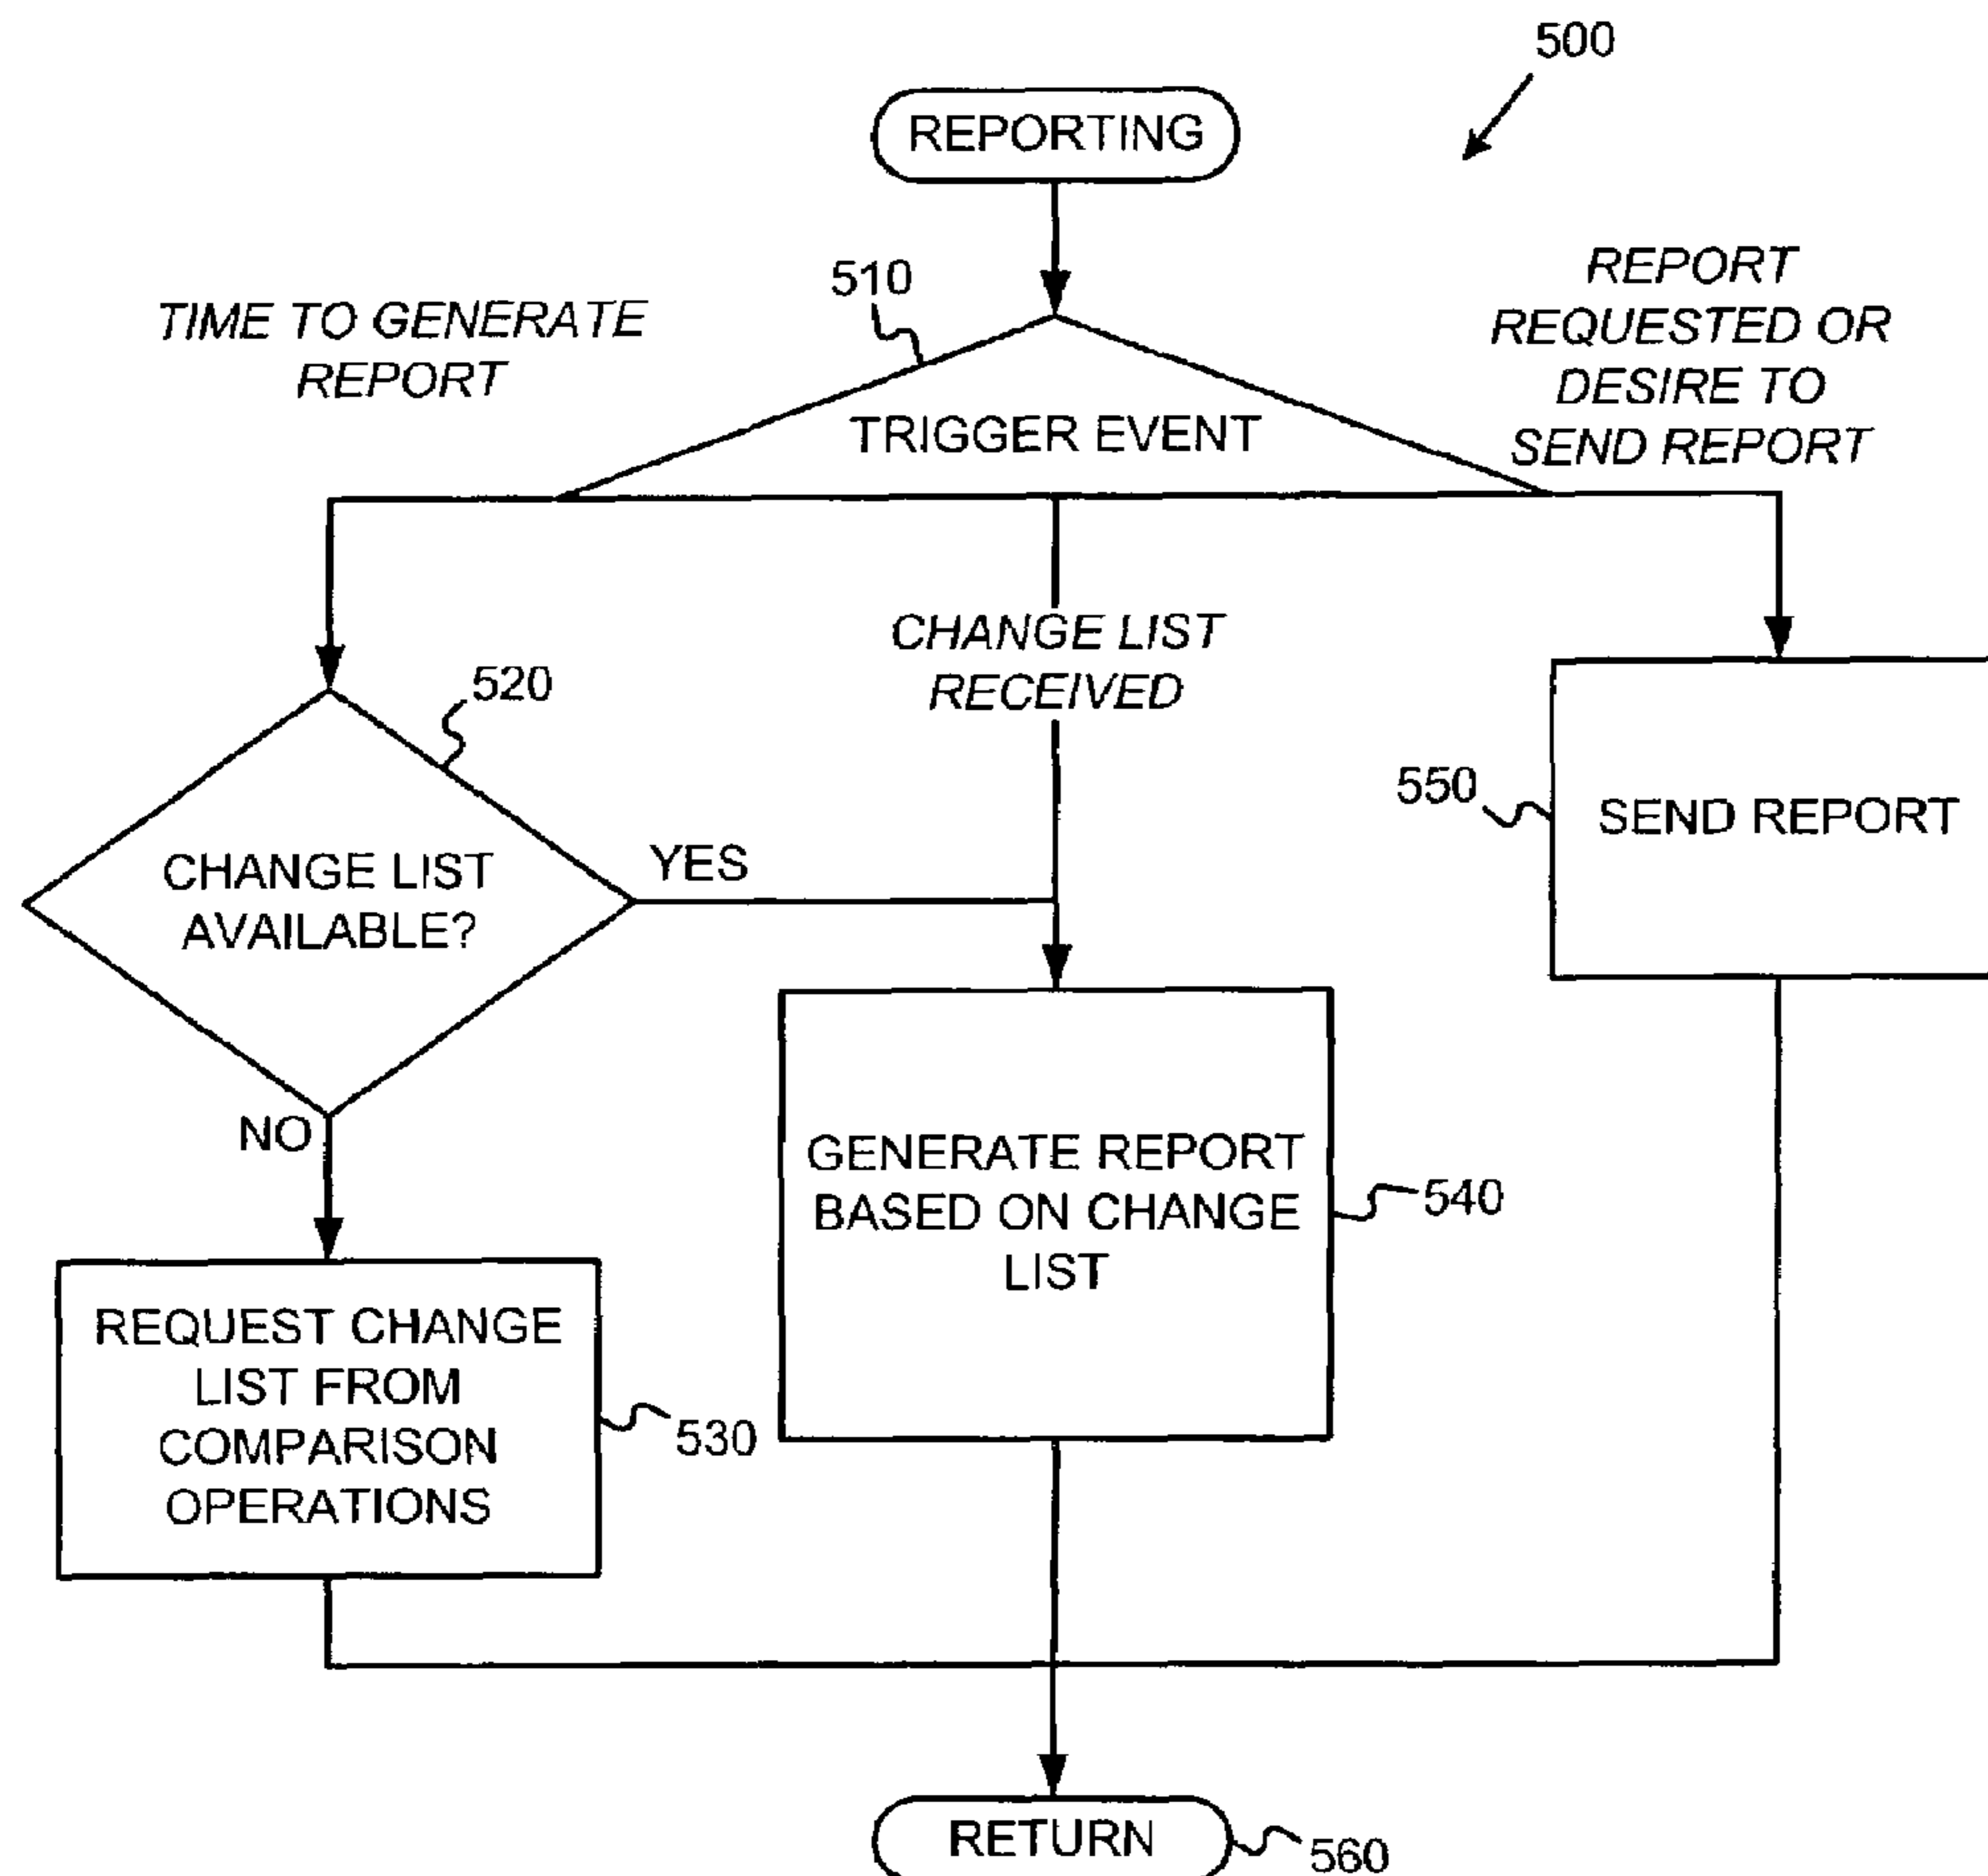 500
REPORTING
510
TIME TO GENERATE
REPORT
REPORT
REQUESTED OR
DESIRE TO
SEND REPORT
TRIGGER EVENT
CHANGE LIST
RECEIVED
520
CHANGE LIST
AVAILABLE?
YES
NO
550
SEND REPORT
GENERATE REPORT
BASED ON CHANGE
LIST
540
REQUEST CHANGE
LIST FROM
COMPARISON
OPERATIONS
530
RETURN
560